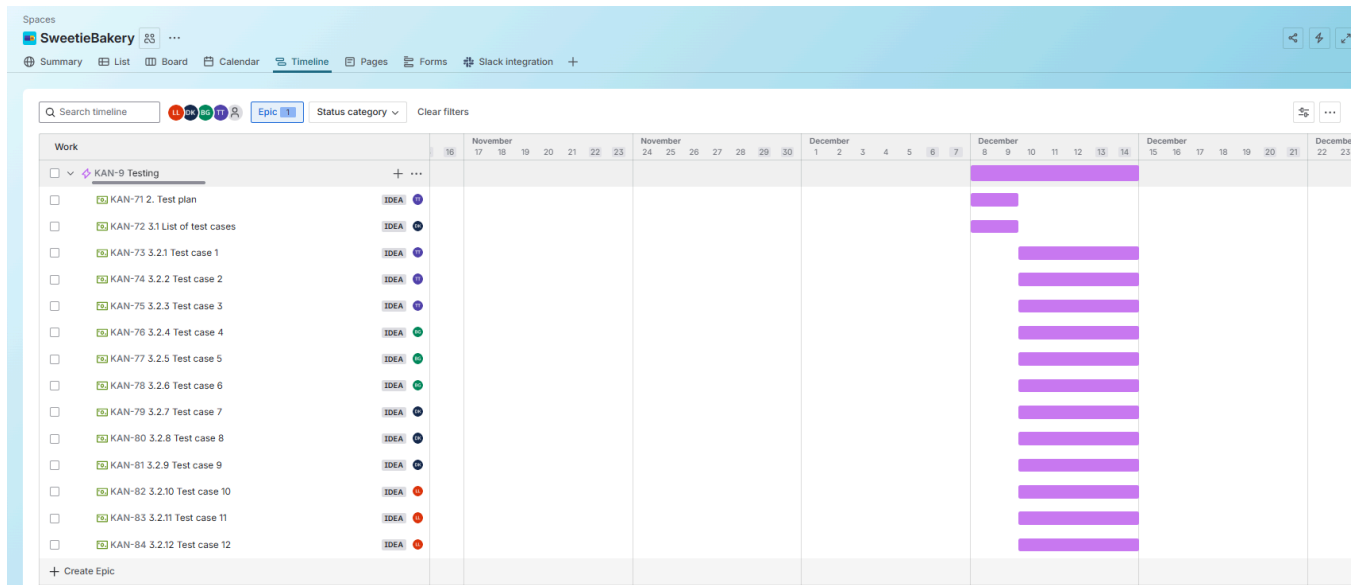 Spaces
SweetieBakery
Summary List Board Calendar Timeline Pages Forms Slack integration
Search timeline LL DK BG TT Epic 1 Status category Clear filters
Work
November November December December December December
16 17 18 19 20 21 22 23 24 25 26 27 28 29 30 1 2 3 4 5 6 7 8 9 10 11 12 13 14 15 16 17 18 19 20 21 22 23
KAN-9 Testing
KAN-71 2. Test plan IDEA TT
KAN-72 3.1 List of test cases IDEA DK
KAN-73 3.2.1 Test case 1 IDEA TT
KAN-74 3.2.2 Test case 2 IDEA TT
KAN-75 3.2.3 Test case 3 IDEA TT
KAN-76 3.2.4 Test case 4 IDEA BG
KAN-77 3.2.5 Test case 5 IDEA BG
KAN-78 3.2.6 Test case 6 IDEA BG
KAN-79 3.2.7 Test case 7 IDEA DK
KAN-80 3.2.8 Test case 8 IDEA DK
KAN-81 3.2.9 Test case 9 IDEA DK
KAN-82 3.2.10 Test case 10 IDEA LL
KAN-83 3.2.11 Test case 11 IDEA LL
KAN-84 3.2.12 Test case 12 IDEA LL
Create Epic